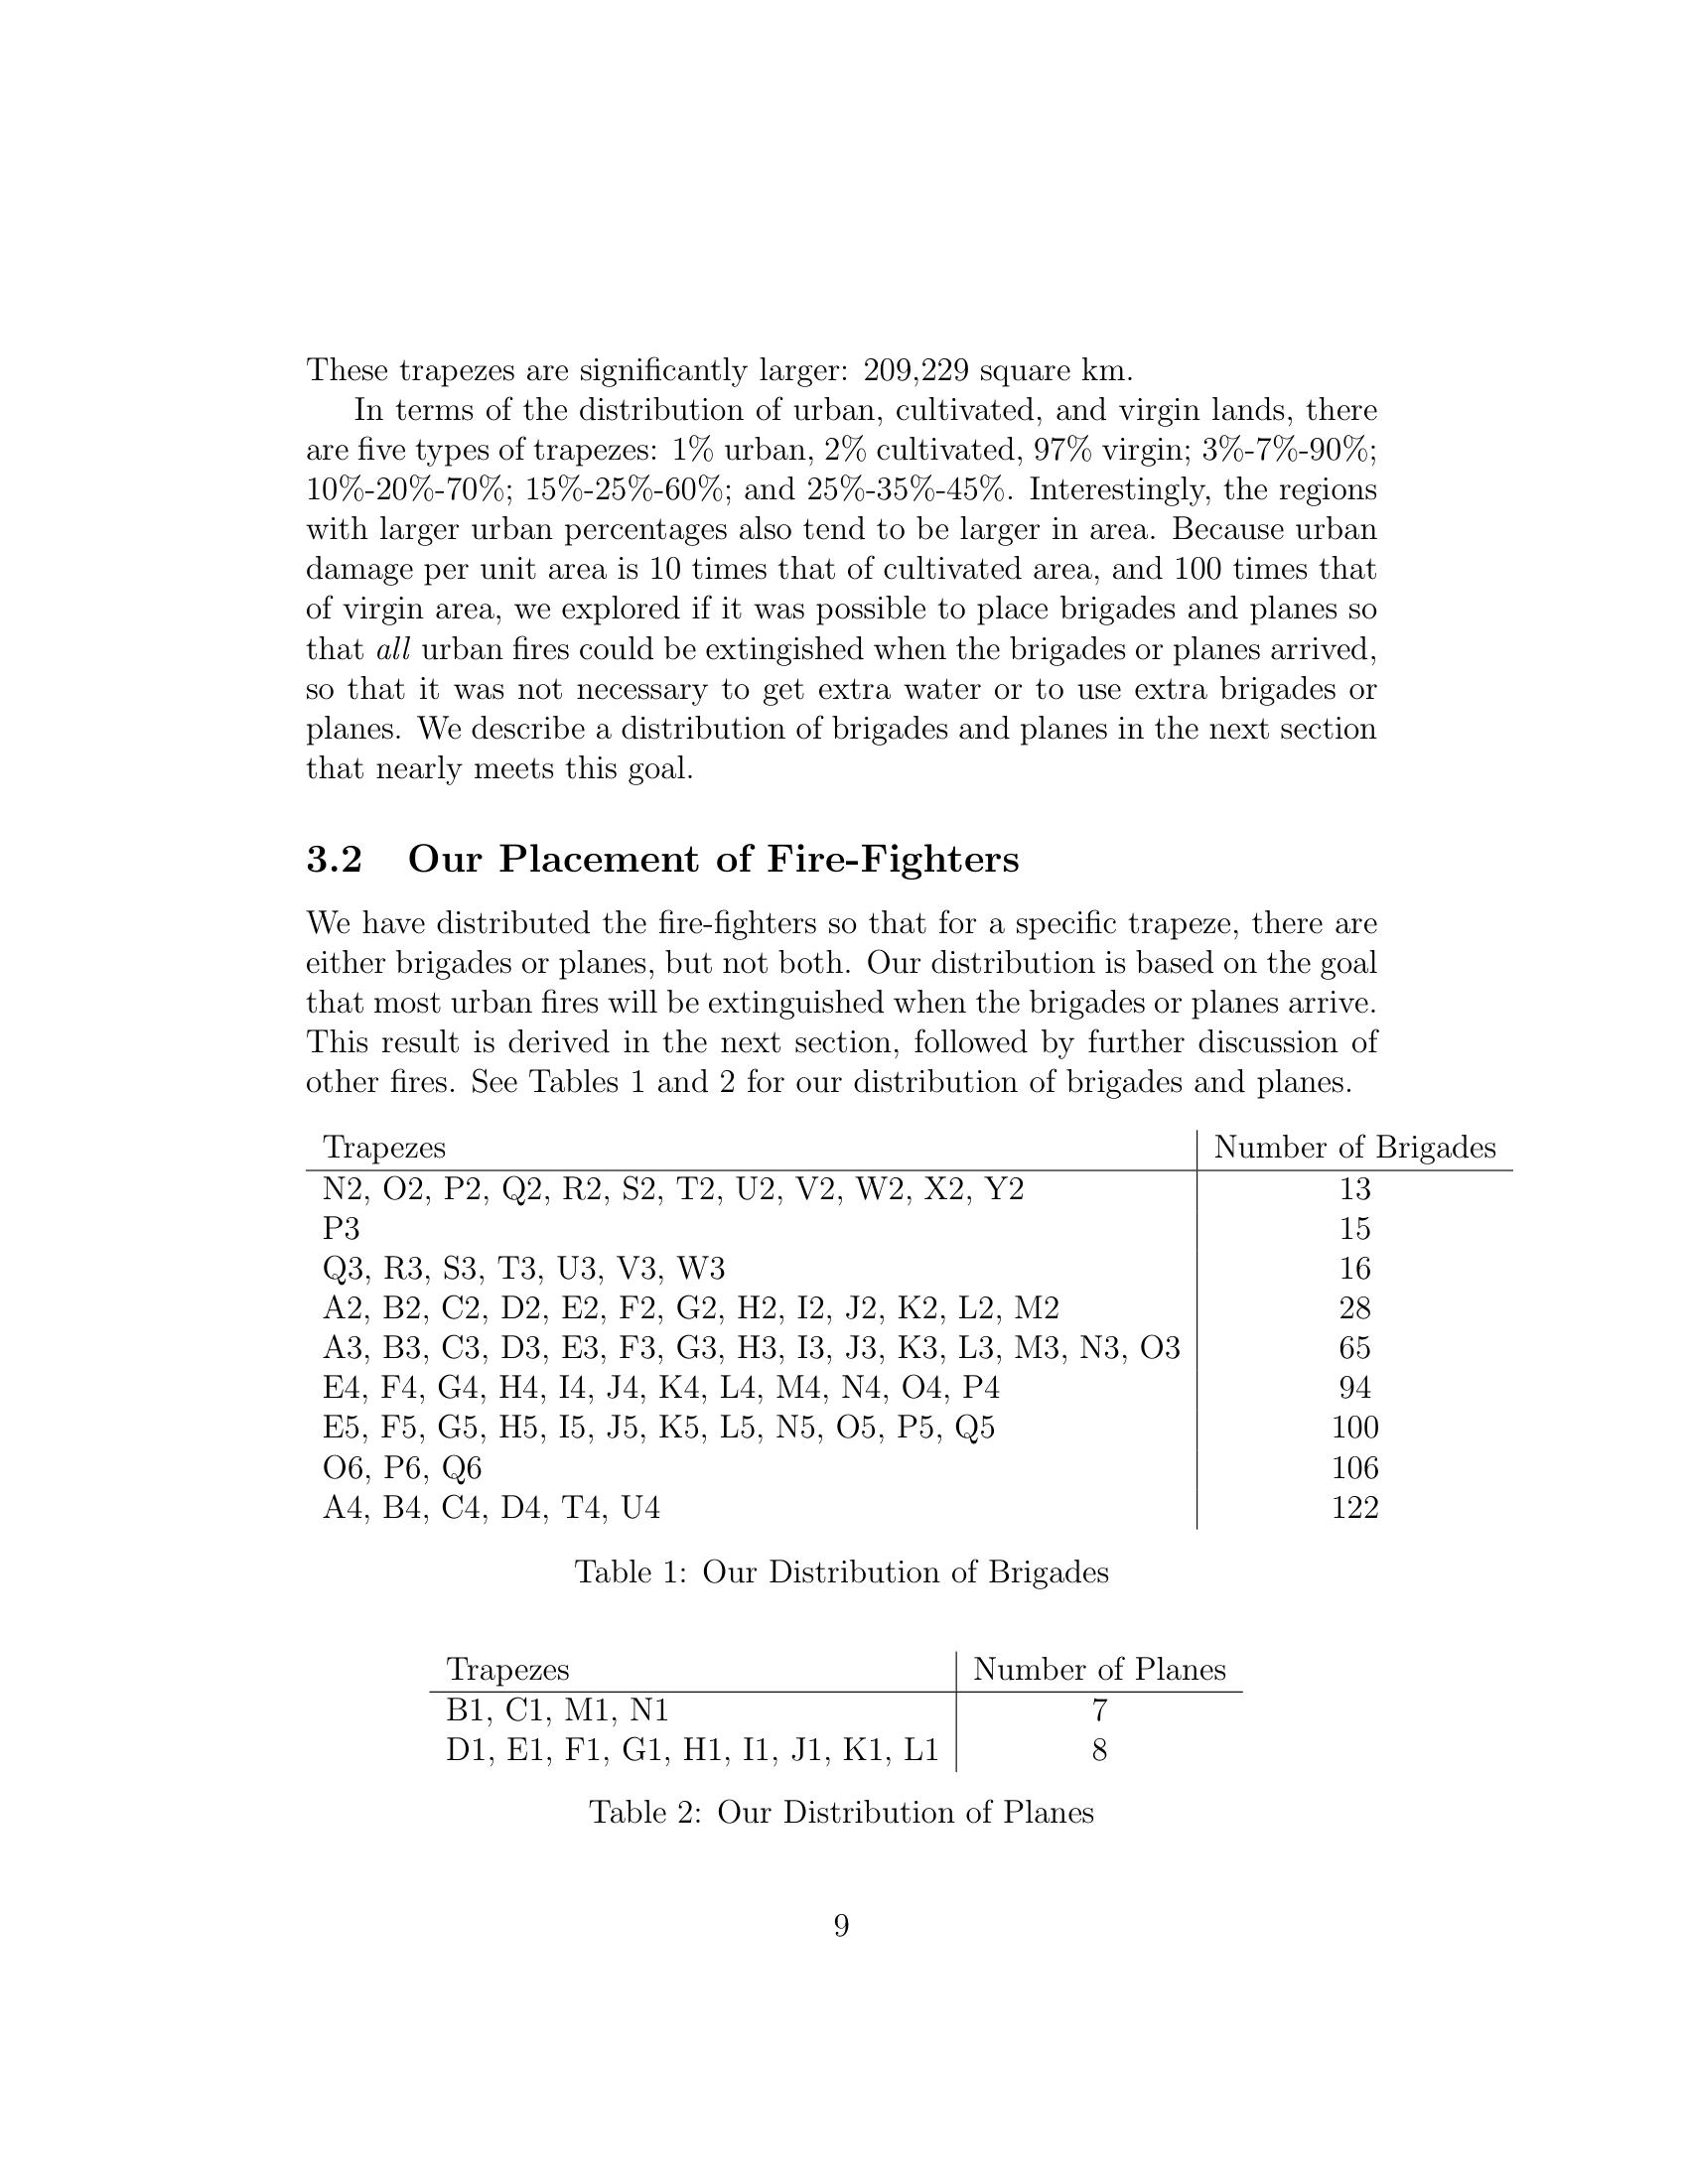 These trapezes are significantly larger: 209,229 square km.
In terms of the distribution of urban, cultivated, and virgin lands, there
are five types of trapezes: 1% urban, 2% cultivated, 97% virgin; 3%-7%-90%;
10%-20%-70%; 15%-25%-60%; and 25%-35%-45%. Interestingly, the regions
with larger urban percentages also tend to be larger in area. Because urban
damage per unit area is 10 times that of cultivated area, and 100 times that
of virgin area, we explored if it was possible to place brigades and planes so
that all urban fires could be extingished when the brigades or planes arrived,
so that it was not necessary to get extra water or to use extra brigades or
planes. We describe a distribution of brigades and planes in the next section
that nearly meets this goal.
3.2 Our Placement of Fire-Fighters
We have distributed the fire-fighters so that for a specific trapeze, there are
either brigades or planes, but not both. Our distribution is based on the goal
that most urban fires will be extinguished when the brigades or planes arrive.
This result is derived in the next section, followed by further discussion of
other fires. See Tables 1 and 2 for our distribution of brigades and planes.
Trapezes Number of Brigades
N2, O2, P2, Q2, R2, S2, T2, U2, V2, W2, X2, Y2 13
P3 15
Q3, R3, S3, T3, U3, V3, W3 16
A2, B2, C2, D2, E2, F2, G2, H2, I2, J2, K2, L2, M2 28
A3, B3, C3, D3, E3, F3, G3, H3, I3, J3, K3, L3, M3, N3, O3 65
E4, F4, G4, H4, I4, J4, K4, L4, M4, N4, O4, P4 94
E5, F5, G5, H5, I5, J5, K5, L5, N5, O5, P5, Q5 100
O6, P6, Q6 106
A4, B4, C4, D4, T4, U4 122
Table 1: Our Distribution of Brigades
Trapezes Number of Planes
B1, C1, M1, N1 7
D1, E1, F1, G1, H1, I1, J1, K1, L1 8
Table 2: Our Distribution of Planes
9